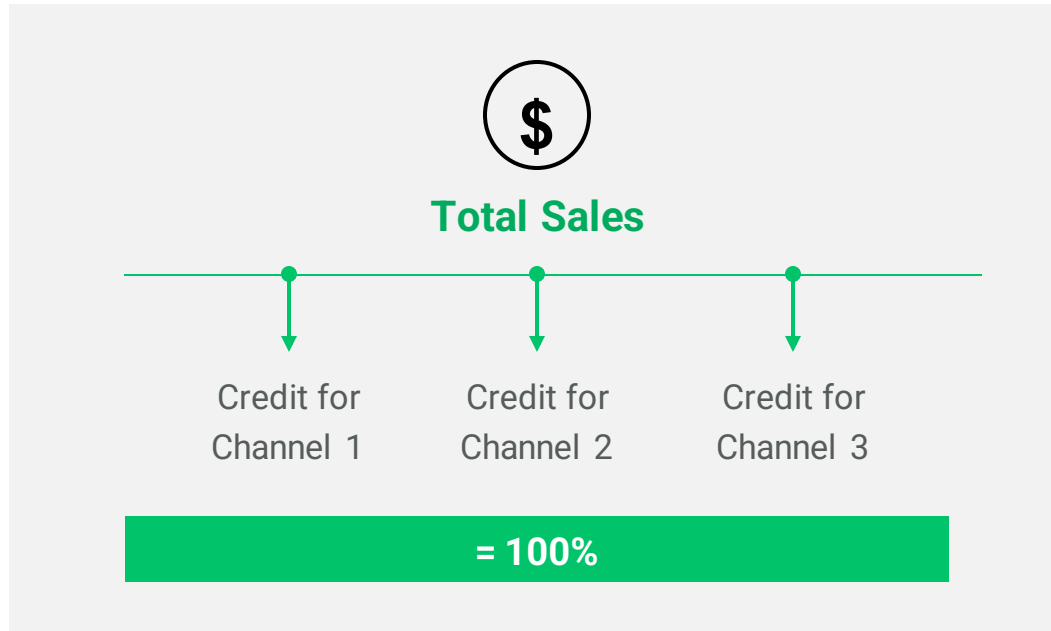 $
Total Sales
Credit for
Channel 1
Credit for
Channel 2
Credit for
Channel 3
= 100%